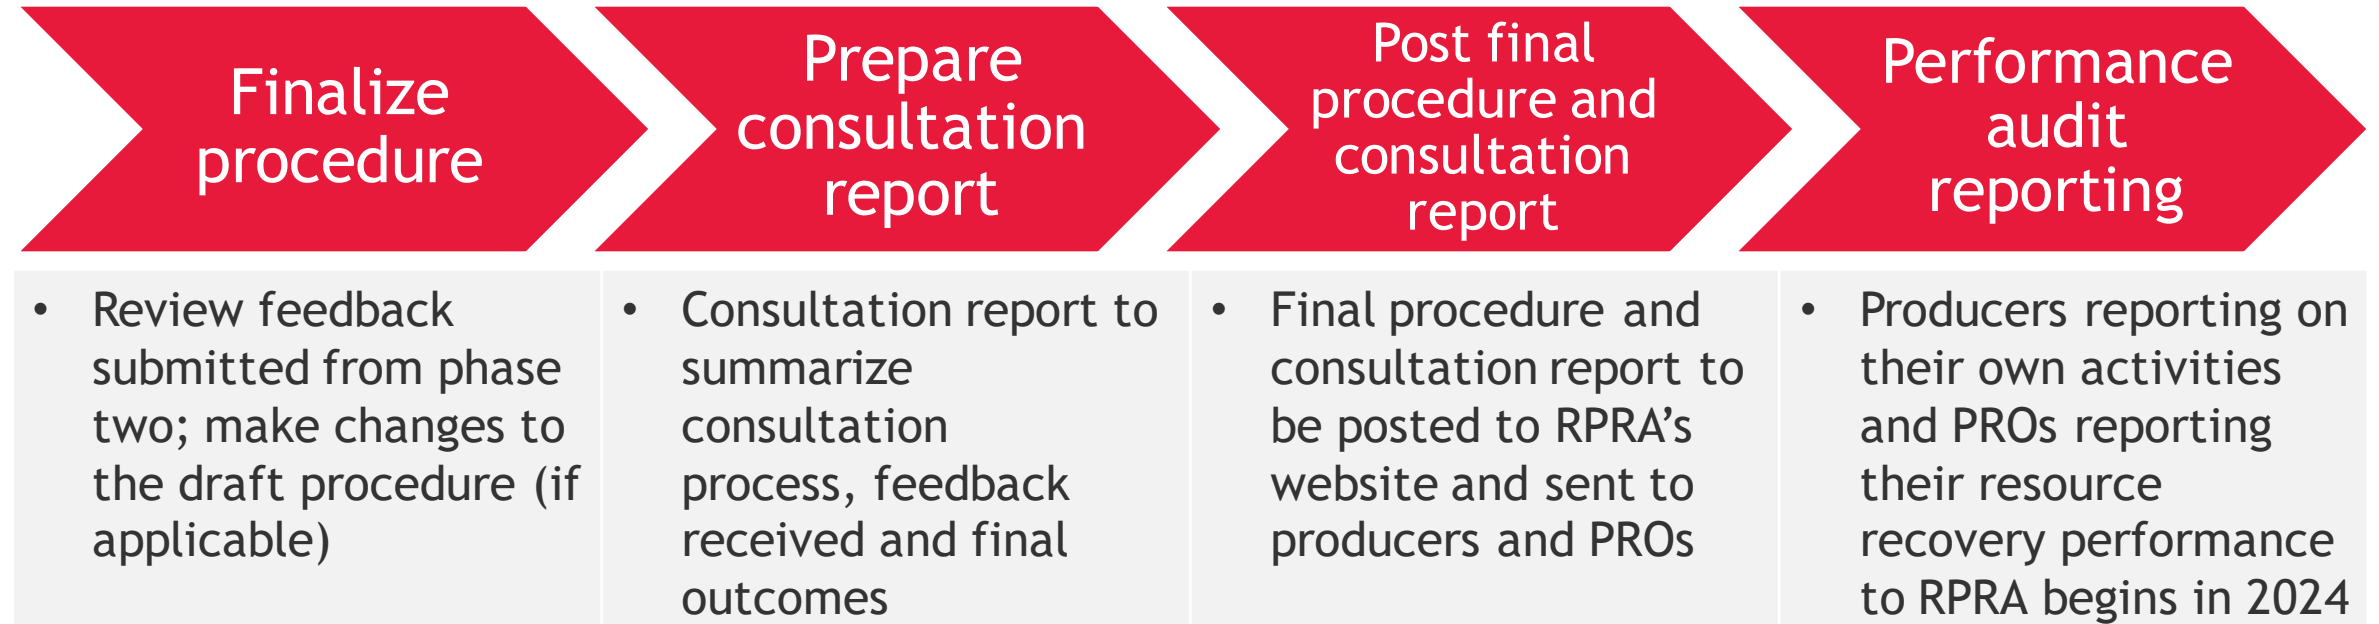 Finalize
procedure
Prepare
consultation
report
Post final
procedure and
consultation
report
Performance
audit
reporting
• Review feedback
submitted from phase
two; make changes to
the draft procedure (if
applicable)
• Consultation report to
summarize
consultation
process, feedback
received and final
outcomes
• Final procedure and
consultation report to
be posted to RPRA’s
website and sent to
producers and PROs
• Producers reporting on
their own activities
and PROs reporting
their resource
recovery performance
to RPRA begins in 2024